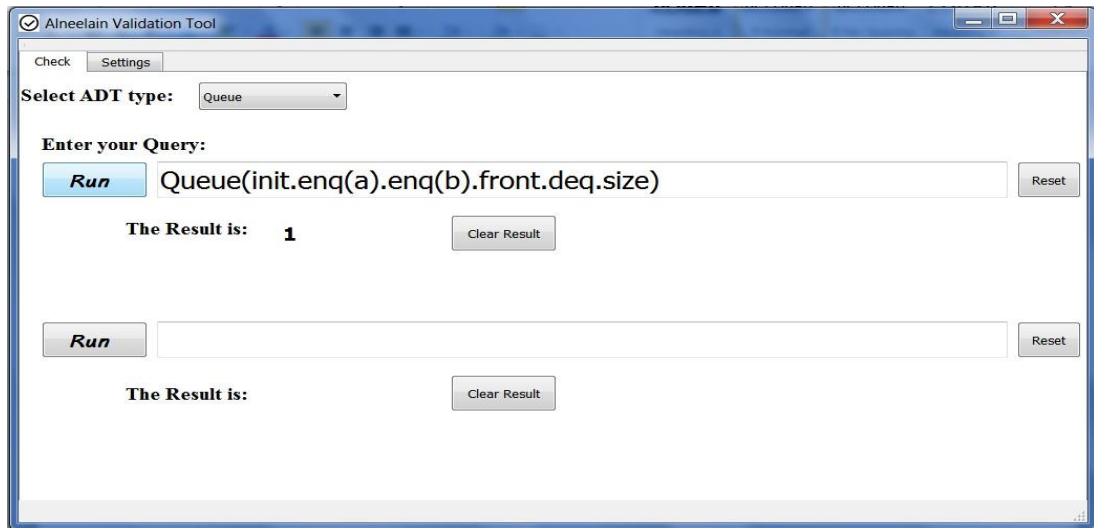 Alneelain Validation Tool
Check Settings
Select ADT type: Queue
Enter your Query:
Run Queue(init.enq(a).enq(b).front.deq.size) Reset
The Result is: 1 Clear Result
Run Reset
The Result is: Clear Result